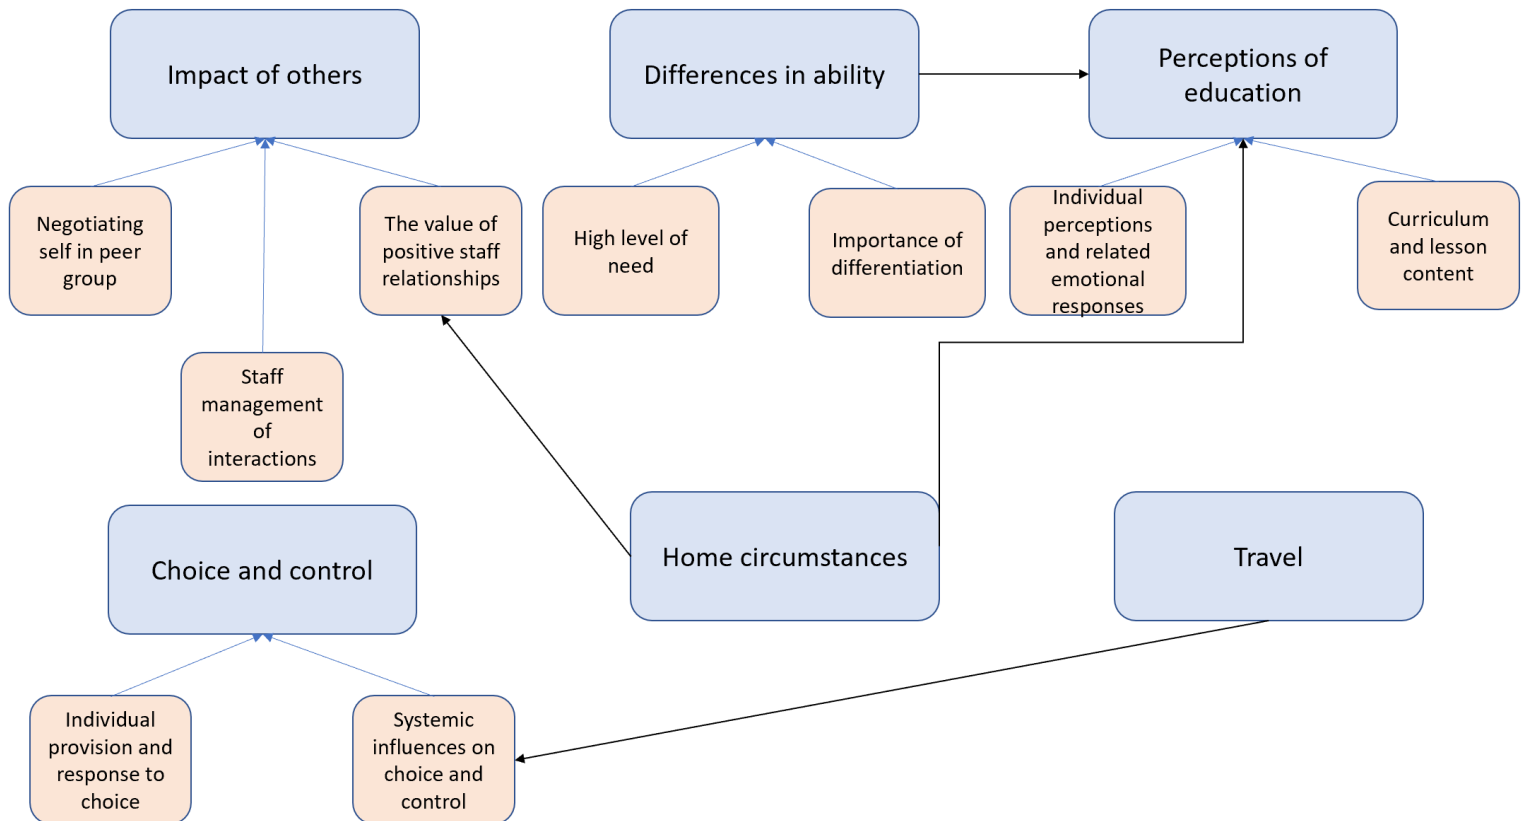 Impact of others
Differences in ability
Perceptions of
education
Negotiating
self in peer
group
The value of
positive staff
relationships
High level of
need
Importance of
differentiation
Individual
perceptions
and related
emotional
responses
Curriculum
and lesson
content
Staff
management
of
interactions
Choice and control
Home circumstances
Travel
Individual
provision and
response to
choice
Systemic
influences on
choice and
control